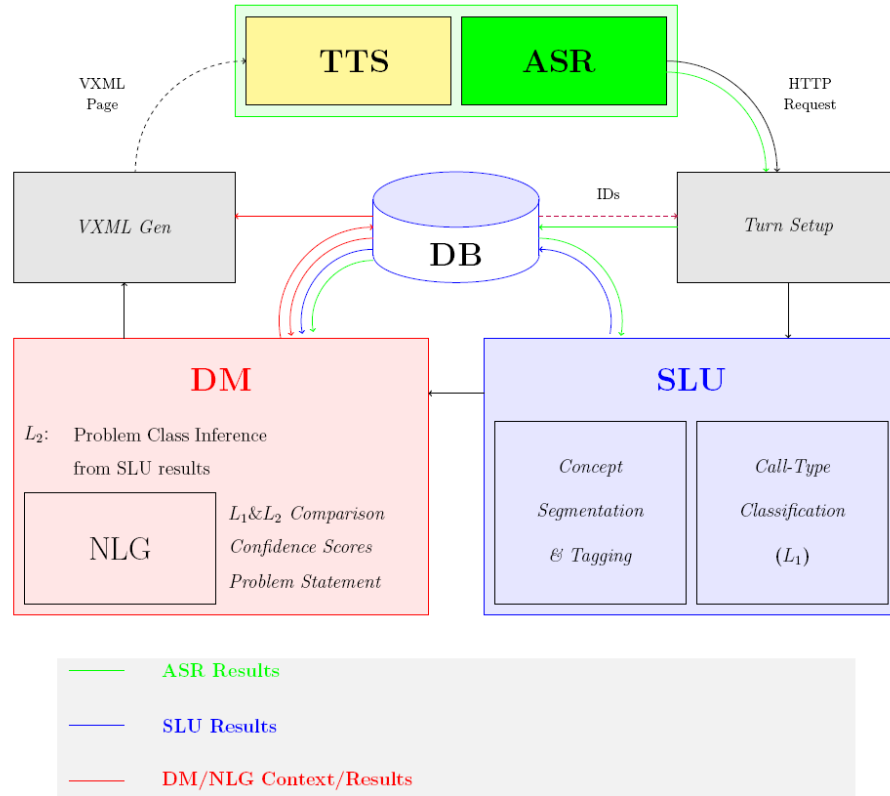 TTS
ASR
VXML
Page
HTTP
Request
VXML Gen
DB
IDs
Turn Setup
DM
L₂: Problem Class Inference
from SLU results
NLG
L₁&L₂ Comparison
Confidence Scores
Problem Statement
SLU
Concept
Segmentation
& Tagging
Call-Type
Classification
(L₁)
ASR Results
SLU Results
DM/NLG Context/Results